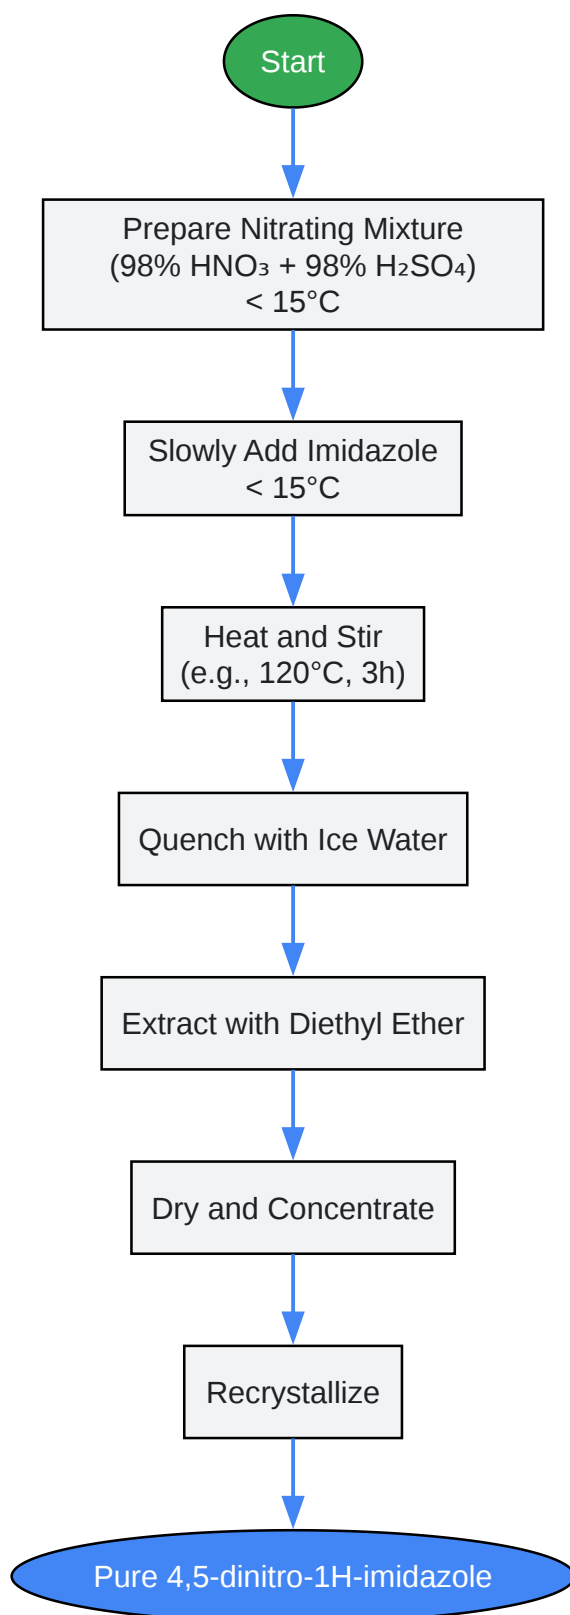 Start
Prepare Nitrating Mixture
(98% HNO₃ + 98% H₂SO₄)
< 15°C
Slowly Add Imidazole
< 15°C
Heat and Stir
(e.g., 120°C, 3h)
Quench with Ice Water
Extract with Diethyl Ether
Dry and Concentrate
Recrystallize
Pure 4,5-dinitro-1H-imidazole